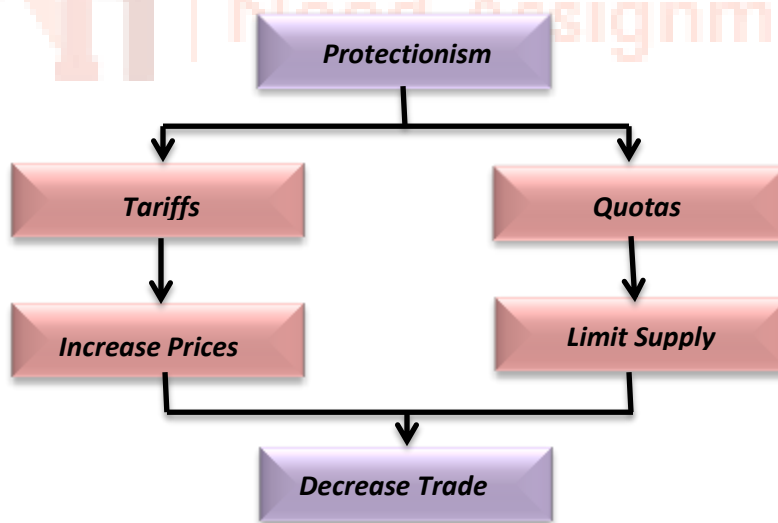 Protectionism
Tariffs
Quotas
Increase Prices
Limit Supply
Decrease Trade